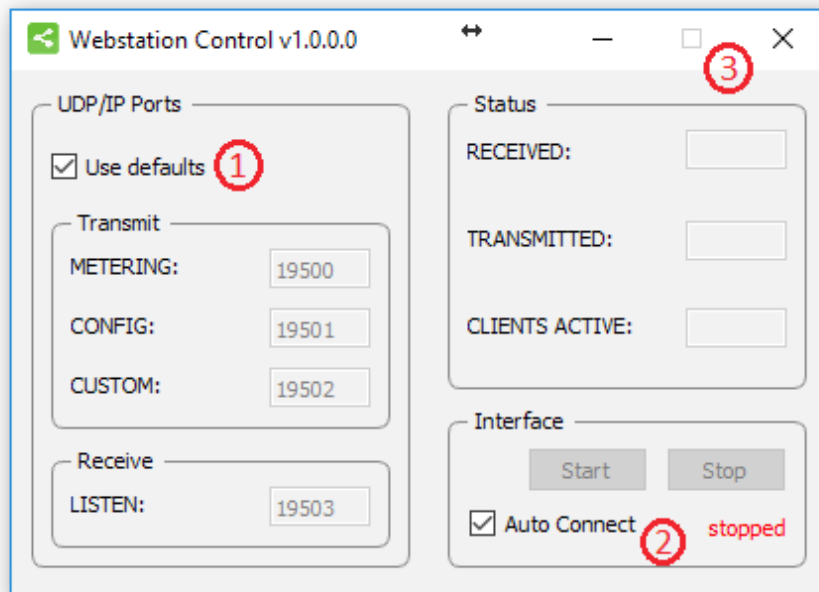 Webstation Control v1.0.0.0
3
UDP/IP Ports
Use defaults 1
Transmit
METERING: 19500
CONFIG: 19501
CUSTOM: 19502
Receive
LISTEN: 19503
Status
RECEIVED:
TRANSMITTED:
CLIENTS ACTIVE:
Interface
Start Stop
Auto Connect 2 stopped